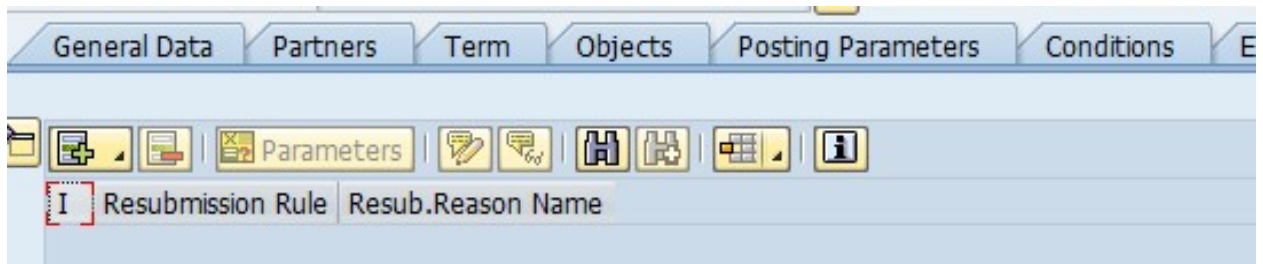 General Data Partners Term Objects Posting Parameters Conditions E
Parameters
I Resubmission Rule Resub.Reason Name